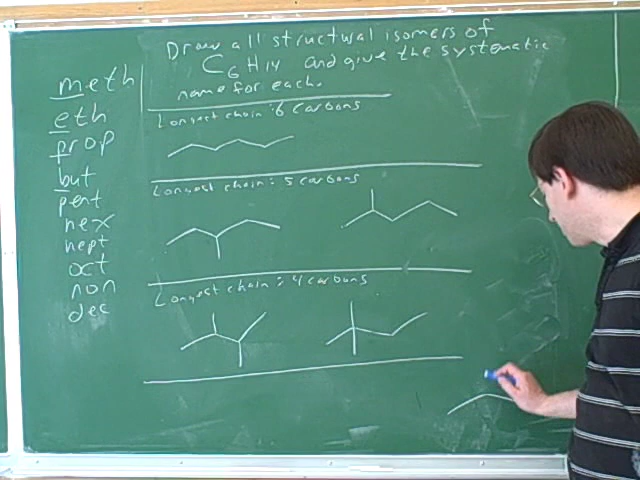 Draw all structural isomers of
C6H14 and give the systematic
name for each.
meth
eth
prop
but
pent
hex
hept
oct
non
dec
Longest chain: 6 carbons
Longest chain: 5 carbons
Longest chain: 4 carbons